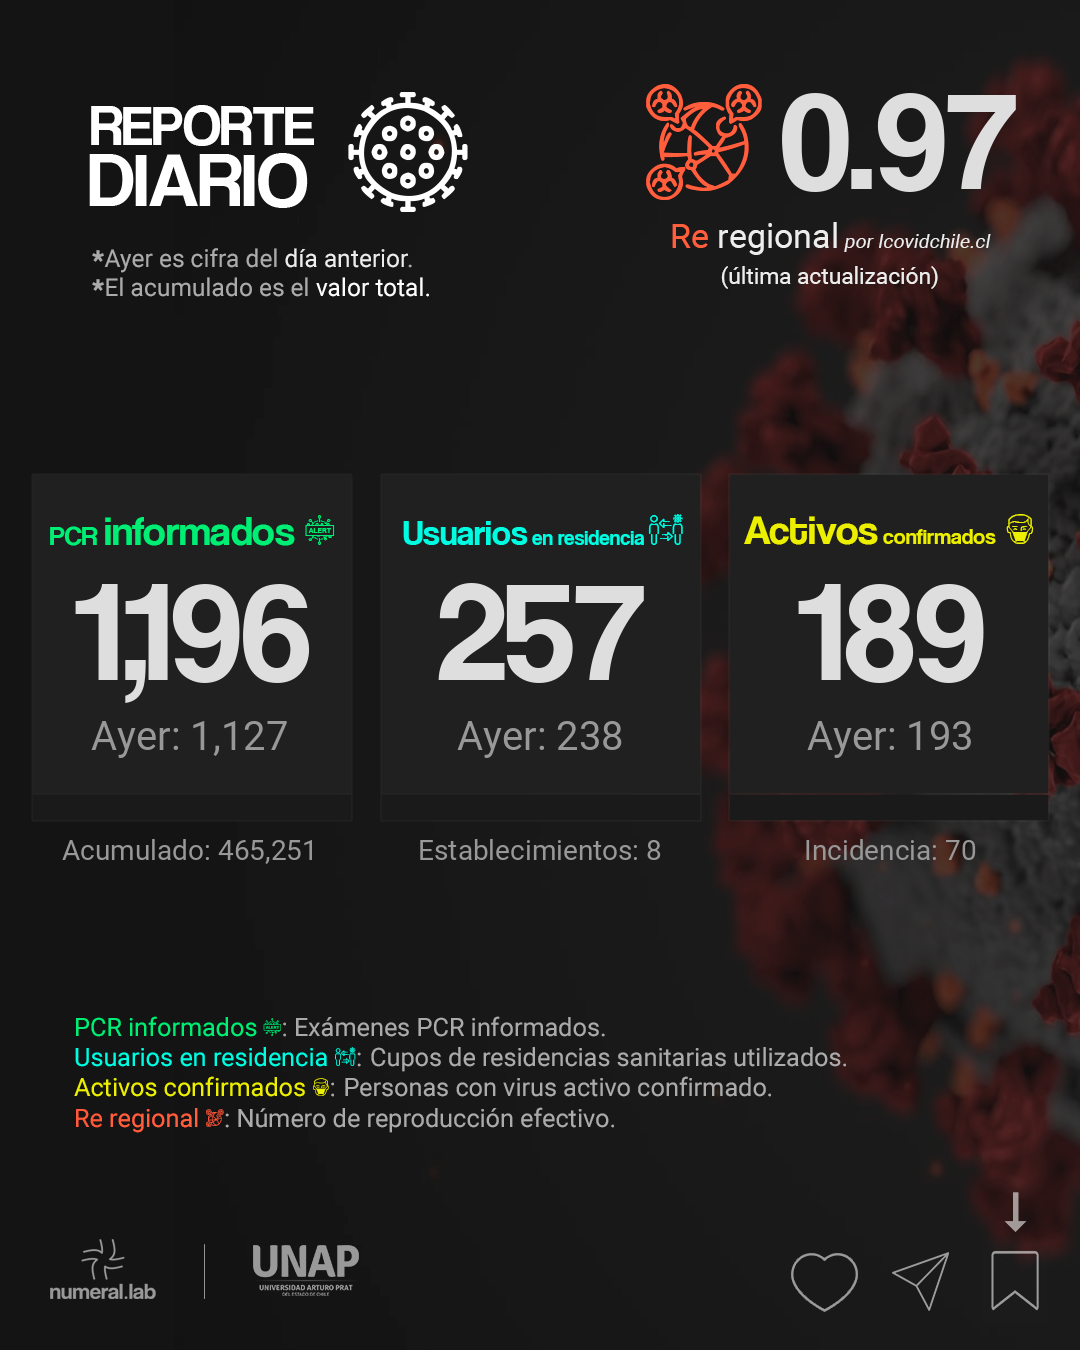 REPORTE
DIARIO
*Ayer es cifra del día anterior.
*El acumulado es el valor total.
0.97
Re regional por Icovidchile.cl
(última actualización)
PCR informados ALERT
1,196
Ayer: 1,127
Acumulado: 465,251
Usuarios en residencia
257
Ayer: 238
Establecimientos: 8
Activos confirmados
189
Ayer: 193
Incidencia: 70
PCR informados ALERT: Exámenes PCR informados.
Usuarios en residencia : Cupos de residencias sanitarias utilizados.
Activos confirmados : Personas con virus activo confirmado.
Re regional : Número de reproducción efectivo.
numeral.lab
UNAP
UNIVERSIDAD ARTURO PRAT
DEL ESTADO DE CHILE